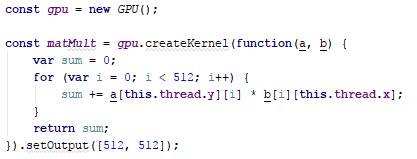 const gpu = new GPU();
const matMult = gpu.createKernel(function(a, b) {
var sum = 0;
for (var i = 0; i < 512; i++) {
sum += a[this.thread.y][i] * b[i][this.thread.x];
}
return sum;
}).setOutput([512, 512]);